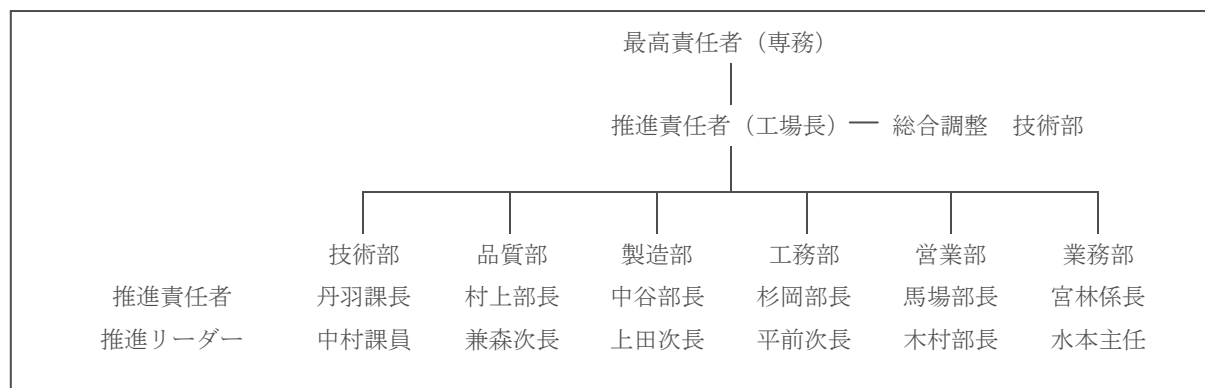 最高責任者（専務）
推進責任者（工場長）━ 総合調整　技術部
技術部　品質部　製造部　工務部　営業部　業務部
推進責任者　丹羽課長　村上部長　中谷部長　杉岡部長　馬場部長　宮林係長
推進リーダー　中村課員　兼森次長　上田次長　平前次長　木村部長　水本主任